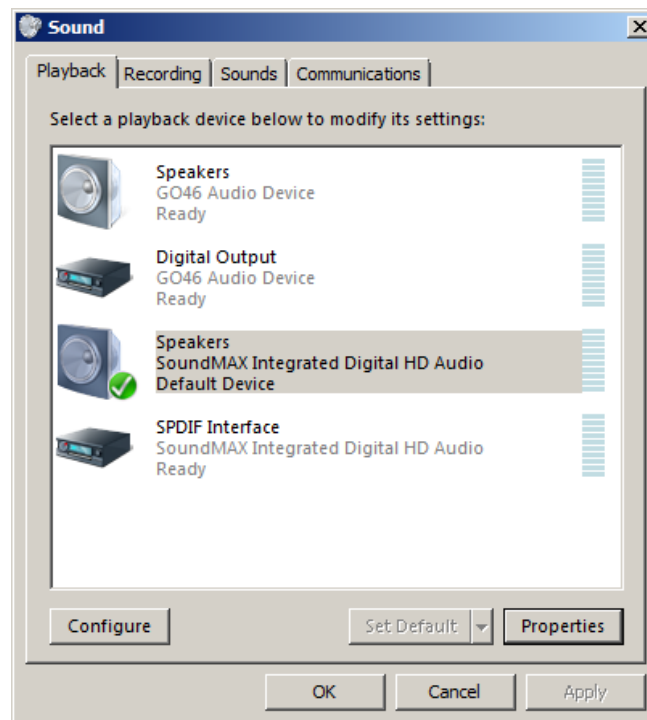 Sound
Playback Recording Sounds Communications
Select a playback device below to modify its settings:
Speakers
GO46 Audio Device
Ready
Digital Output
GO46 Audio Device
Ready
Speakers
SoundMAX Integrated Digital HD Audio
Default Device
SPDIF Interface
SoundMAX Integrated Digital HD Audio
Ready
Configure Set Default Properties
OK Cancel Apply